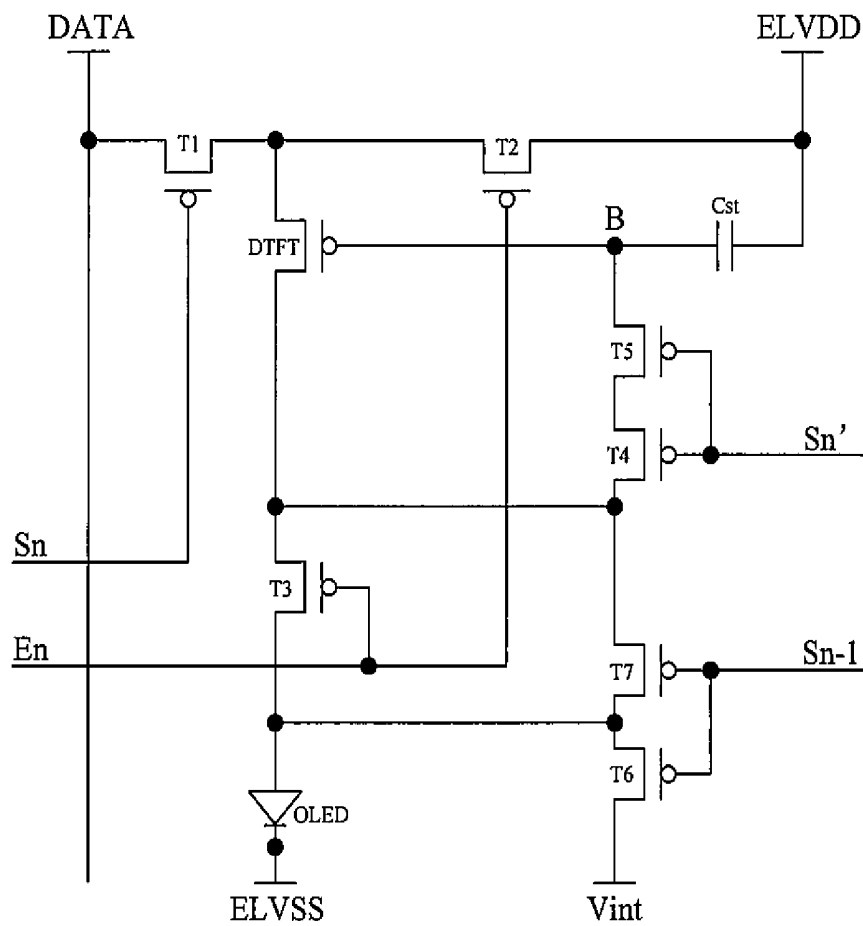 DATA
ELVDD
T1
T2
B
Cst
DTFT
T5
T4
Sn’
Sn
T3
En
T7
Sn-1
T6
OLED
ELVSS
Vint